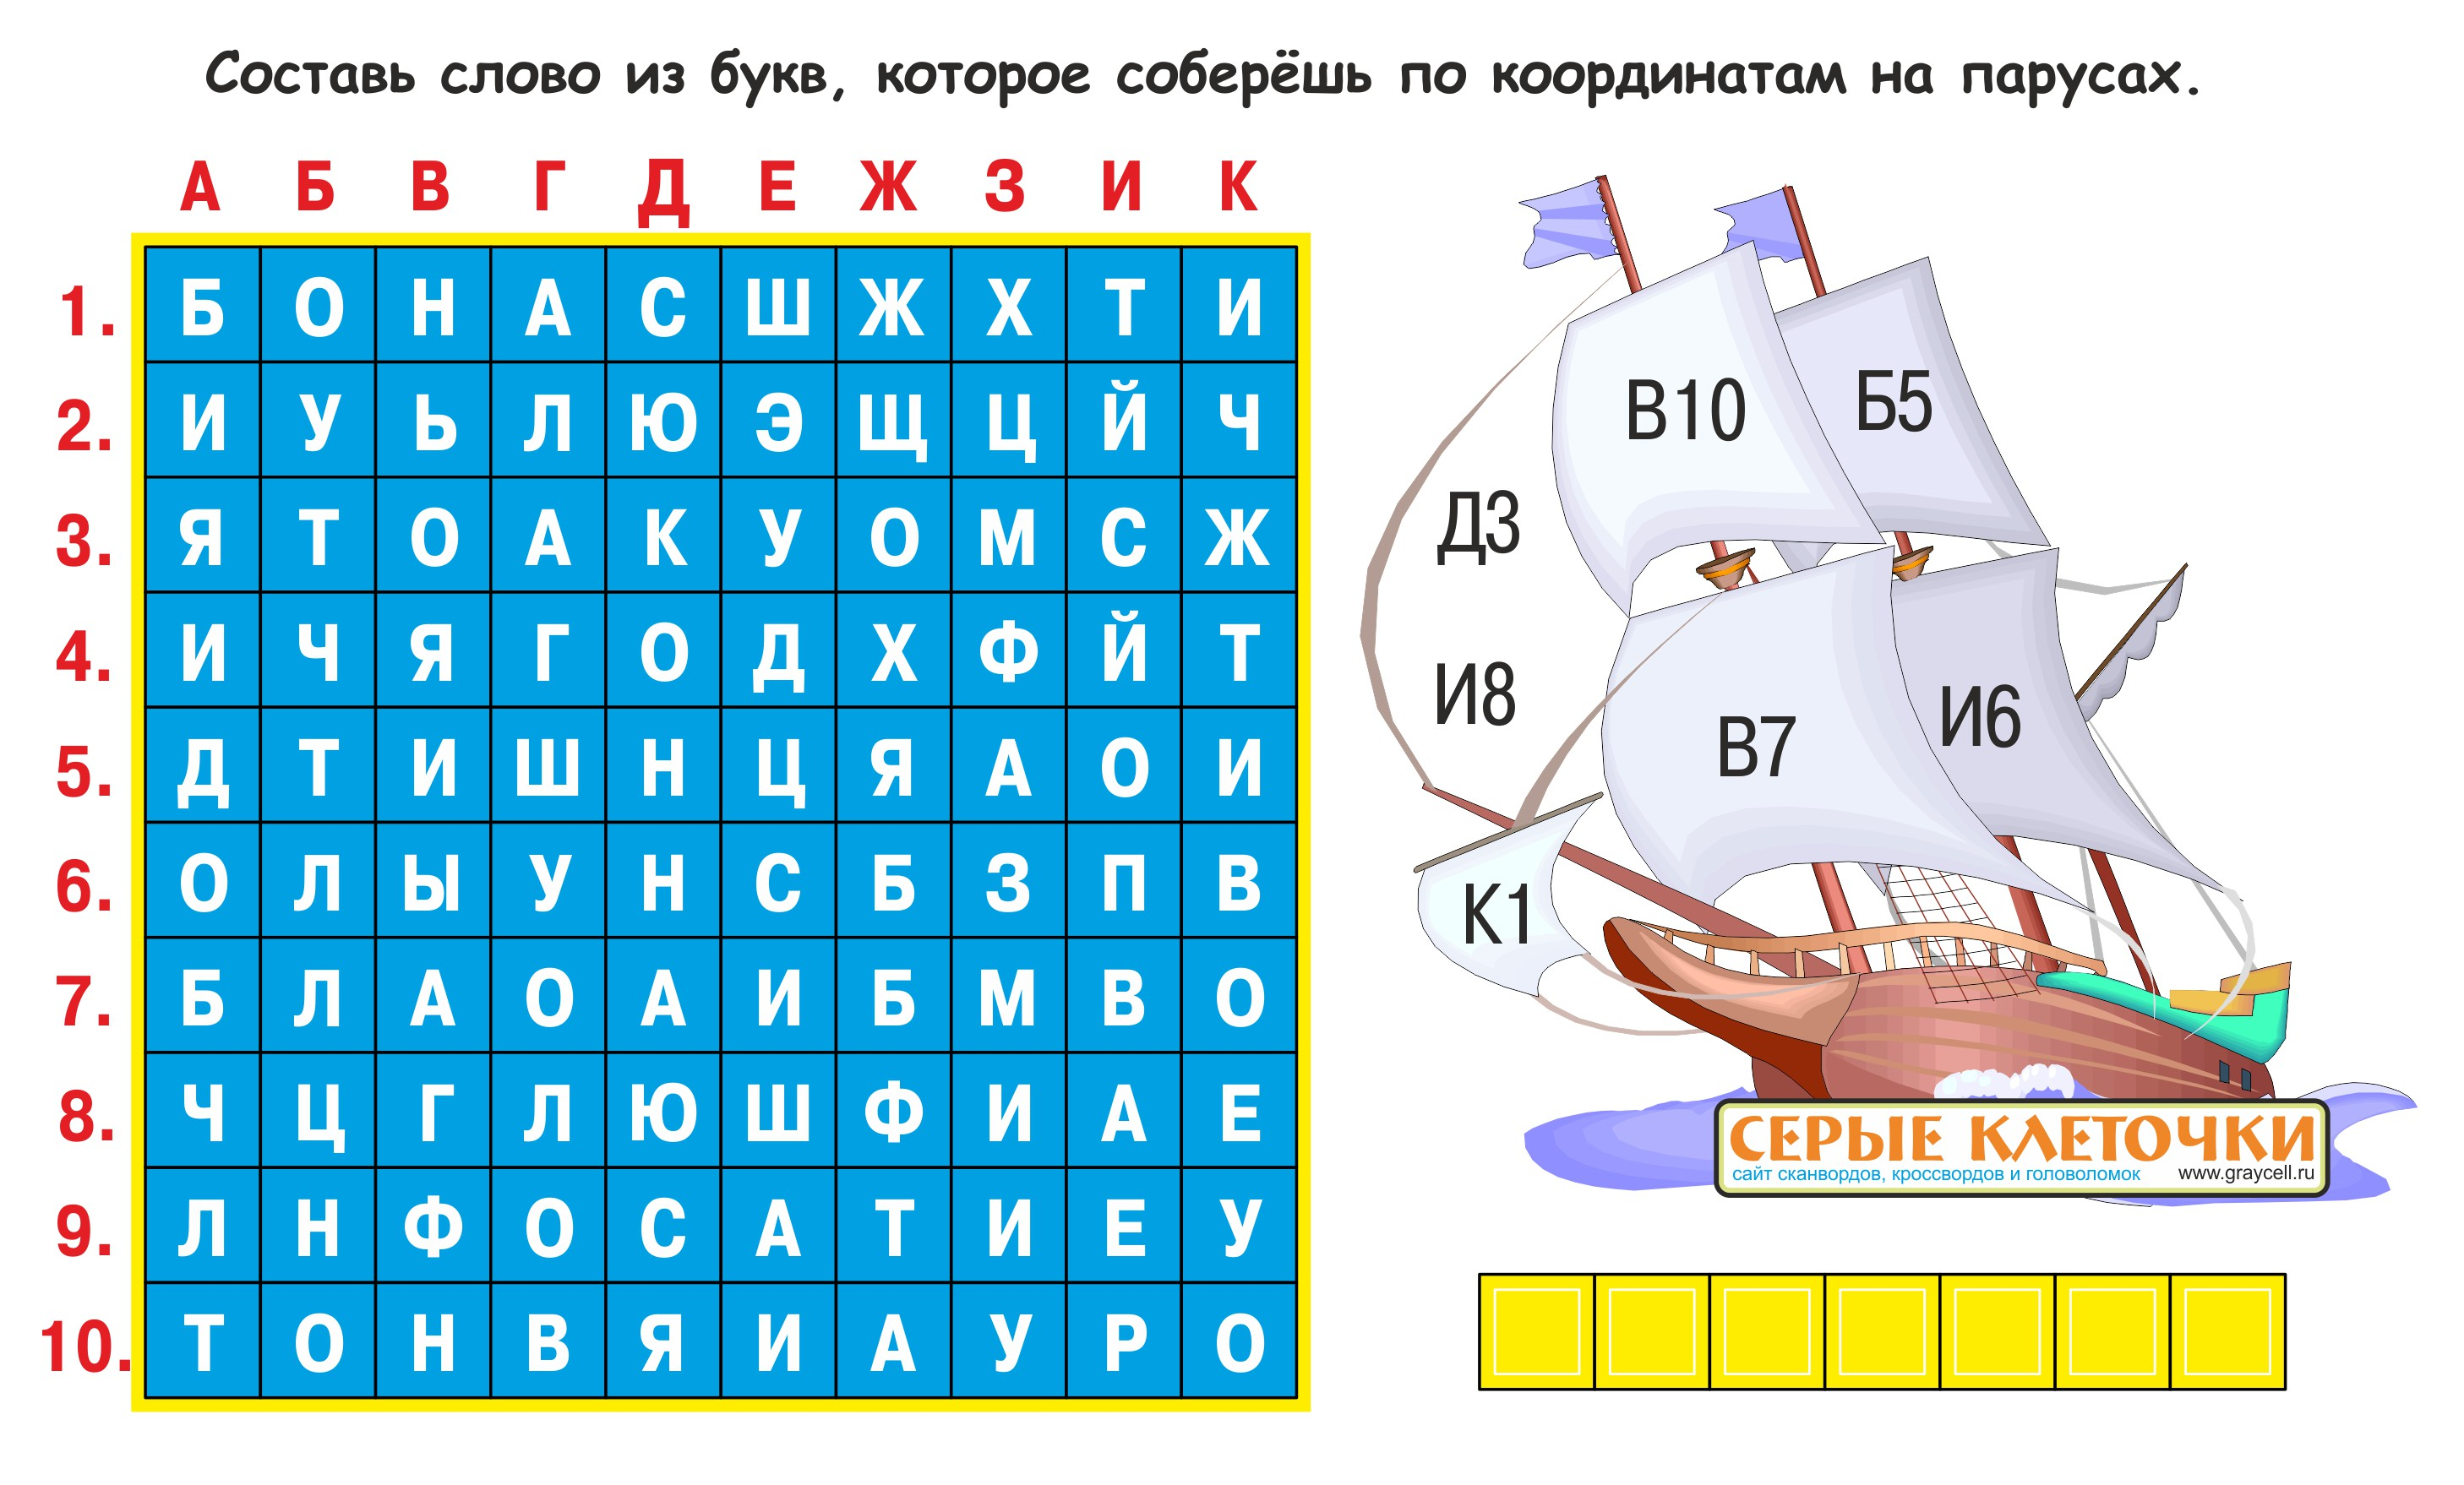 Составь слово из букв, которое соберёшь по координатам на парусах.
А Б В Г Д Е Ж З И К
1. Б О Н А С Ш Ж Х Т И
2. И У Ь Л Ю Э Щ Ц Й Ч
3. Я Т О А К У О М С Ж
4. И Ч Я Г О Д Х Ф Й Т
5. Д Т И Ш Н Ц Я А О И
6. О Л Ы У Н С Б З П В
7. Б Л А О А И Б М В О
8. Ч Ц Г Л Ю Ш Ф И А Е
9. Л Н Ф О С А Т И Е У
10. Т О Н В Я И А У Р О
В10
Б5
Д3
И8
В7
И6
К1
СЕРЫЕ КЛЕТОЧКИ
сайт сканвордов, кроссвордов и головоломок www.graycell.ru